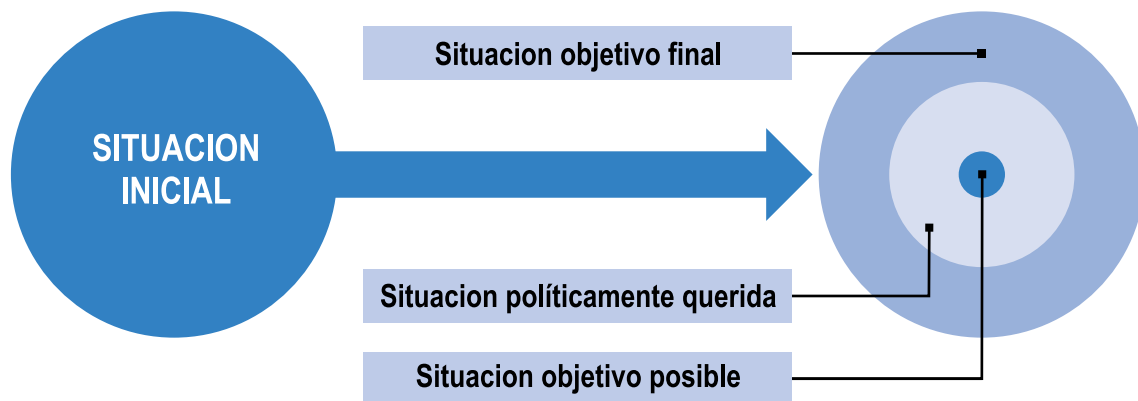 SITUACION
INICIAL
Situacion objetivo final
Situacion políticamente querida
Situacion objetivo posible